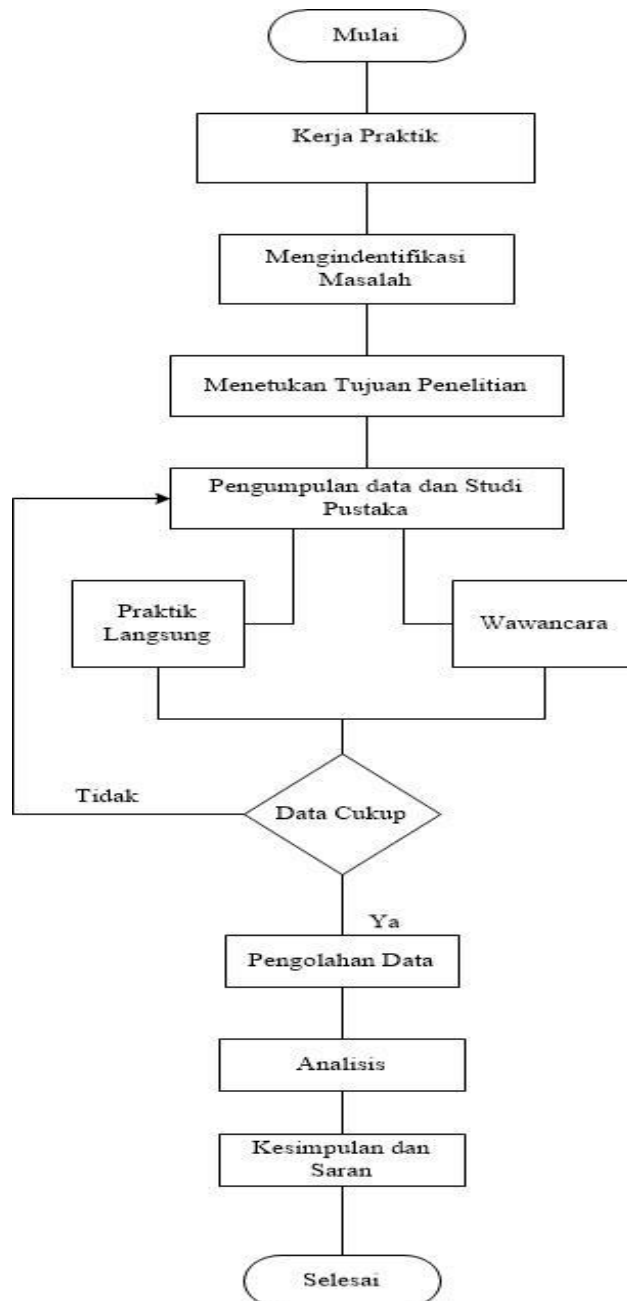 Mulai
Kerja Praktik
Mengindentifikasi
Masalah
Menetukan Tujuan Penelitian
Pengumpulan data dan Studi
Pustaka
Praktik
Langsung
Wawancara
Tidak
Data Cukup
Ya
Pengolahan Data
Analisis
Kesimpulan dan
Saran
Selesai